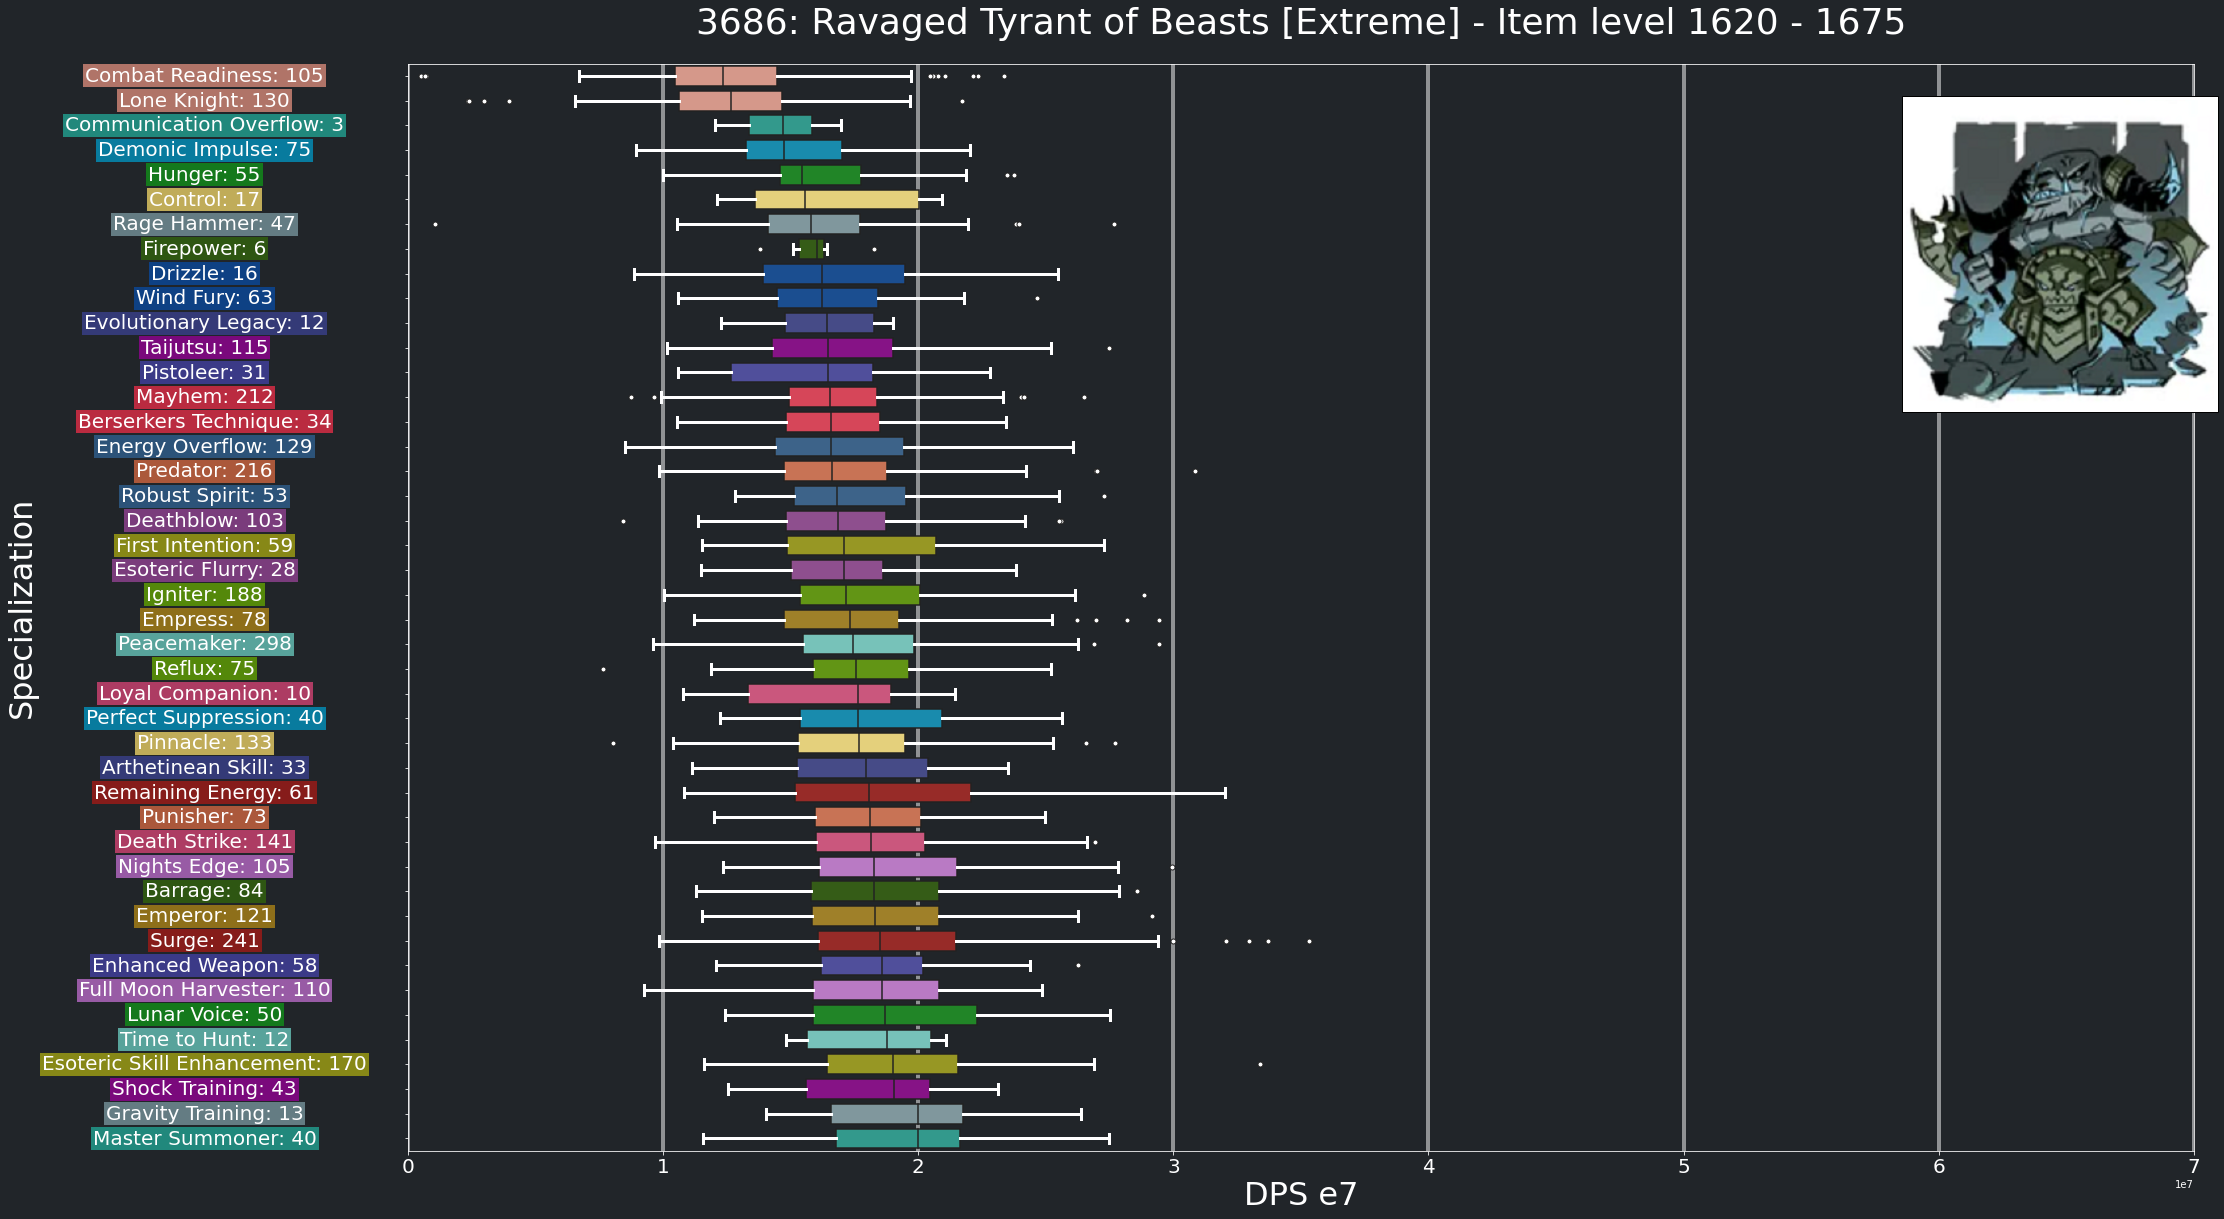 3686: Ravaged Tyrant of Beasts [Extreme] - Item level 1620 - 1675
Combat Readiness: 105
Lone Knight: 130
Communication Overflow: 3
Demonic Impulse: 75
Hunger: 55
Control: 17
Rage Hammer: 47
Firepower: 6
Drizzle: 16
Wind Fury: 63
Evolutionary Legacy: 12
Taijutsu: 115
Pistoleer: 31
Mayhem: 212
Berserkers Technique: 34
Energy Overflow: 129
Predator: 216
Robust Spirit: 53
Deathblow: 103
First Intention: 59
Esoteric Flurry: 28
Igniter: 188
Empress: 78
Peacemaker: 298
Reflux: 75
Loyal Companion: 10
Perfect Suppression: 40
Pinnacle: 133
Arthetinean Skill: 33
Remaining Energy: 61
Punisher: 73
Death Strike: 141
Nights Edge: 105
Barrage: 84
Emperor: 121
Surge: 241
Enhanced Weapon: 58
Full Moon Harvester: 110
Lunar Voice: 50
Time to Hunt: 12
Esoteric Skill Enhancement: 170
Shock Training: 43
Gravity Training: 13
Master Summoner: 40
Specialization
0 1 2 3 4 5 6 7
1e7
DPS e7